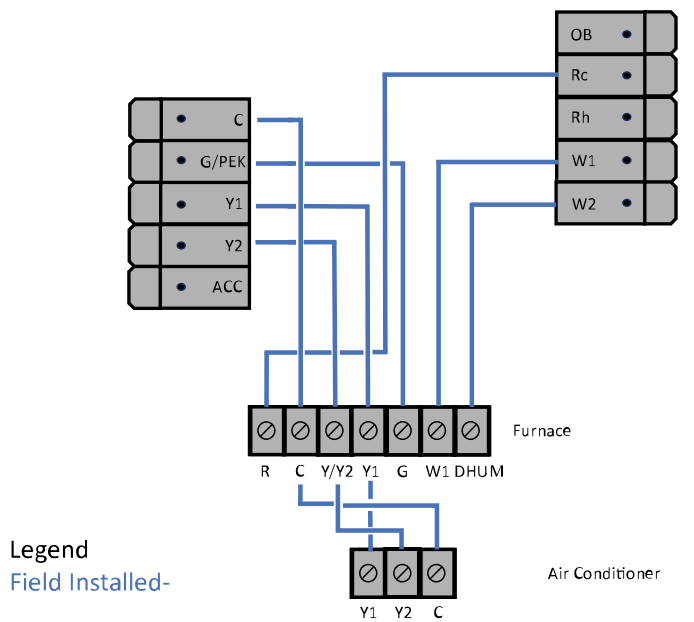 OB
Rc
Rh
W1
W2
C
G/PEK
Y1
Y2
ACC
Furnace
R C Y/Y2 Y1 G W1 DHUM
Legend
Field Installed-
Air Conditioner
Y1 Y2 C